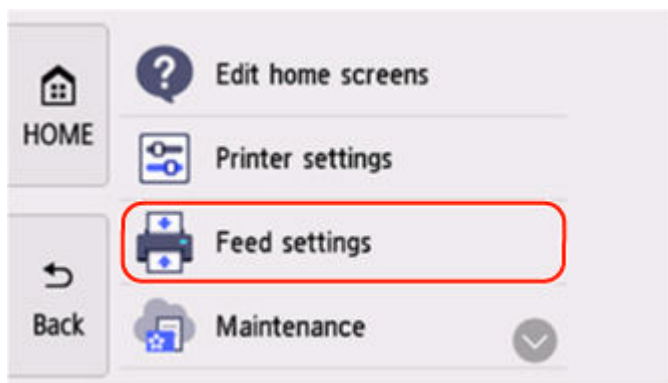 HOME
Back
Edit home screens
Printer settings
Feed settings
Maintenance